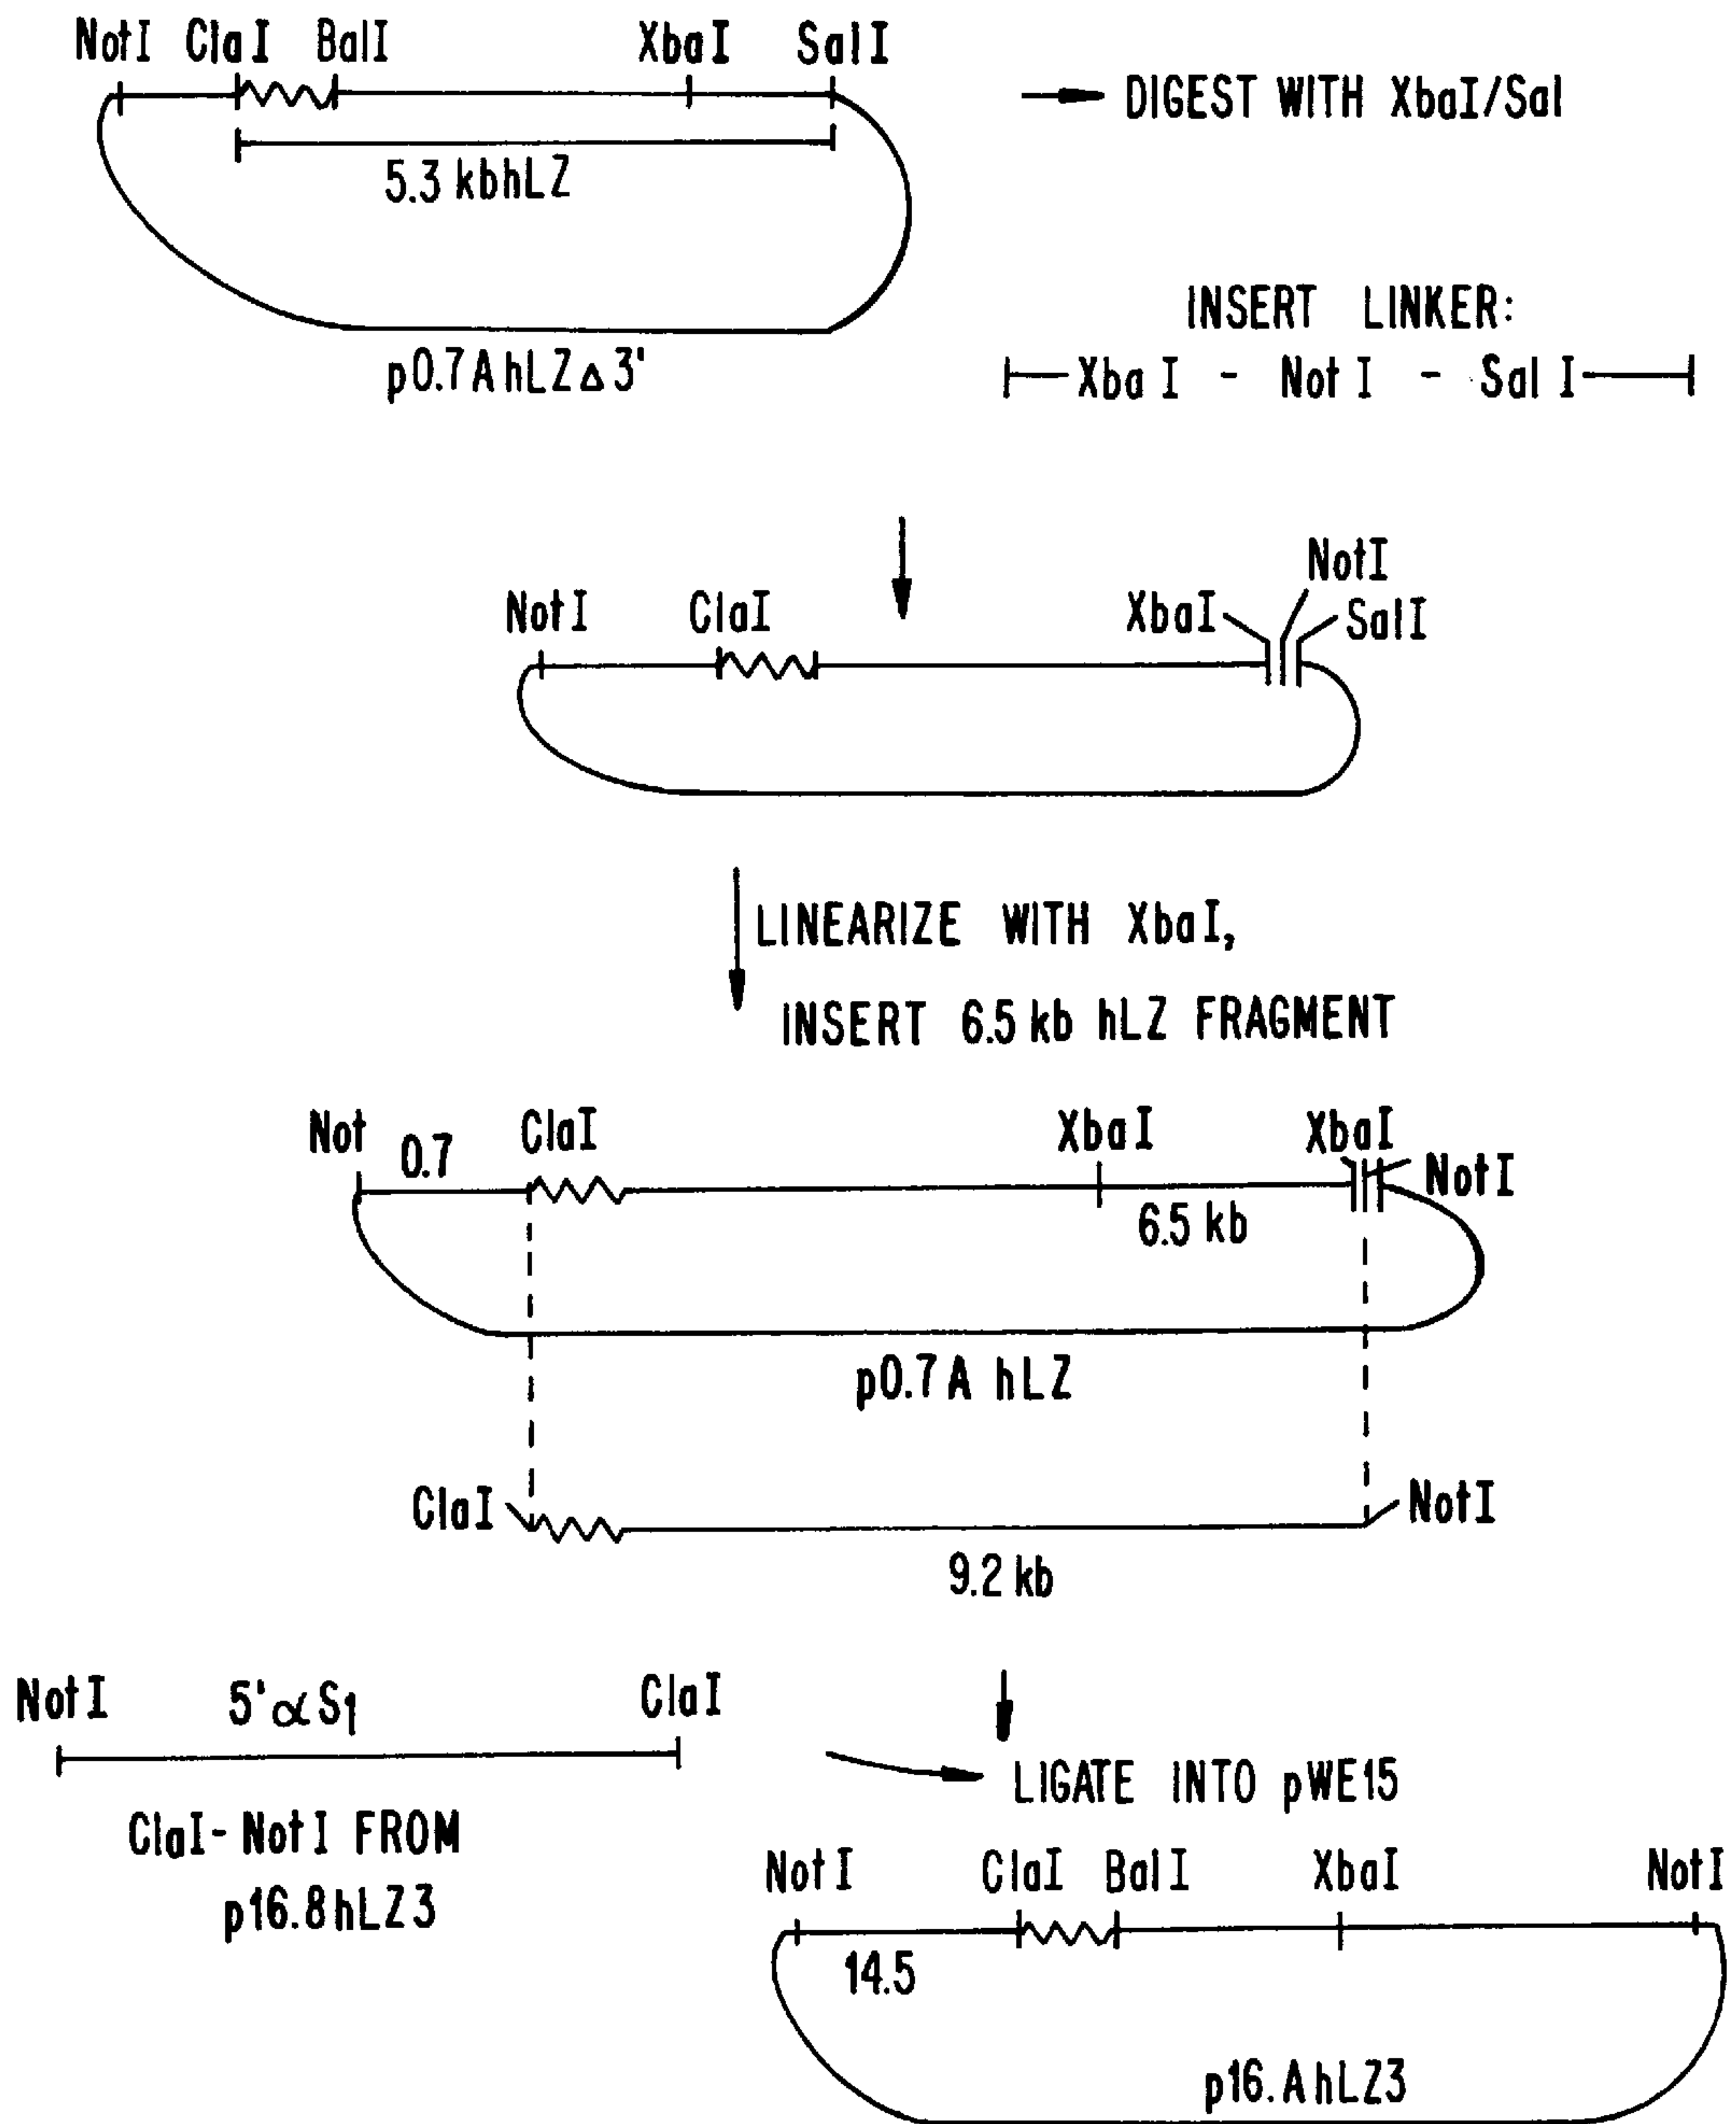 NotI ClaI BalI XbaI SalI
→ DIGEST WITH XbaI/Sal
5.3 kbhLZ
p0.7AhLZΔ3'
INSERT LINKER:
XbaI - NotI - SalI
NotI ClaI XbaI NotI SalI
LINEARIZE WITH XbaI,
INSERT 6.5 kb hLZ FRAGMENT
Not 0.7 ClaI XbaI XbaI NotI
6.5 kb
p0.7A hLZ
ClaI NotI
9.2 kb
NotI 5'αS1 ClaI
LIGATE INTO pWE15
ClaI-NotI FROM
p16.8hLZ3
NotI ClaI BalI XbaI NotI
14.5
p16.AhLZ3